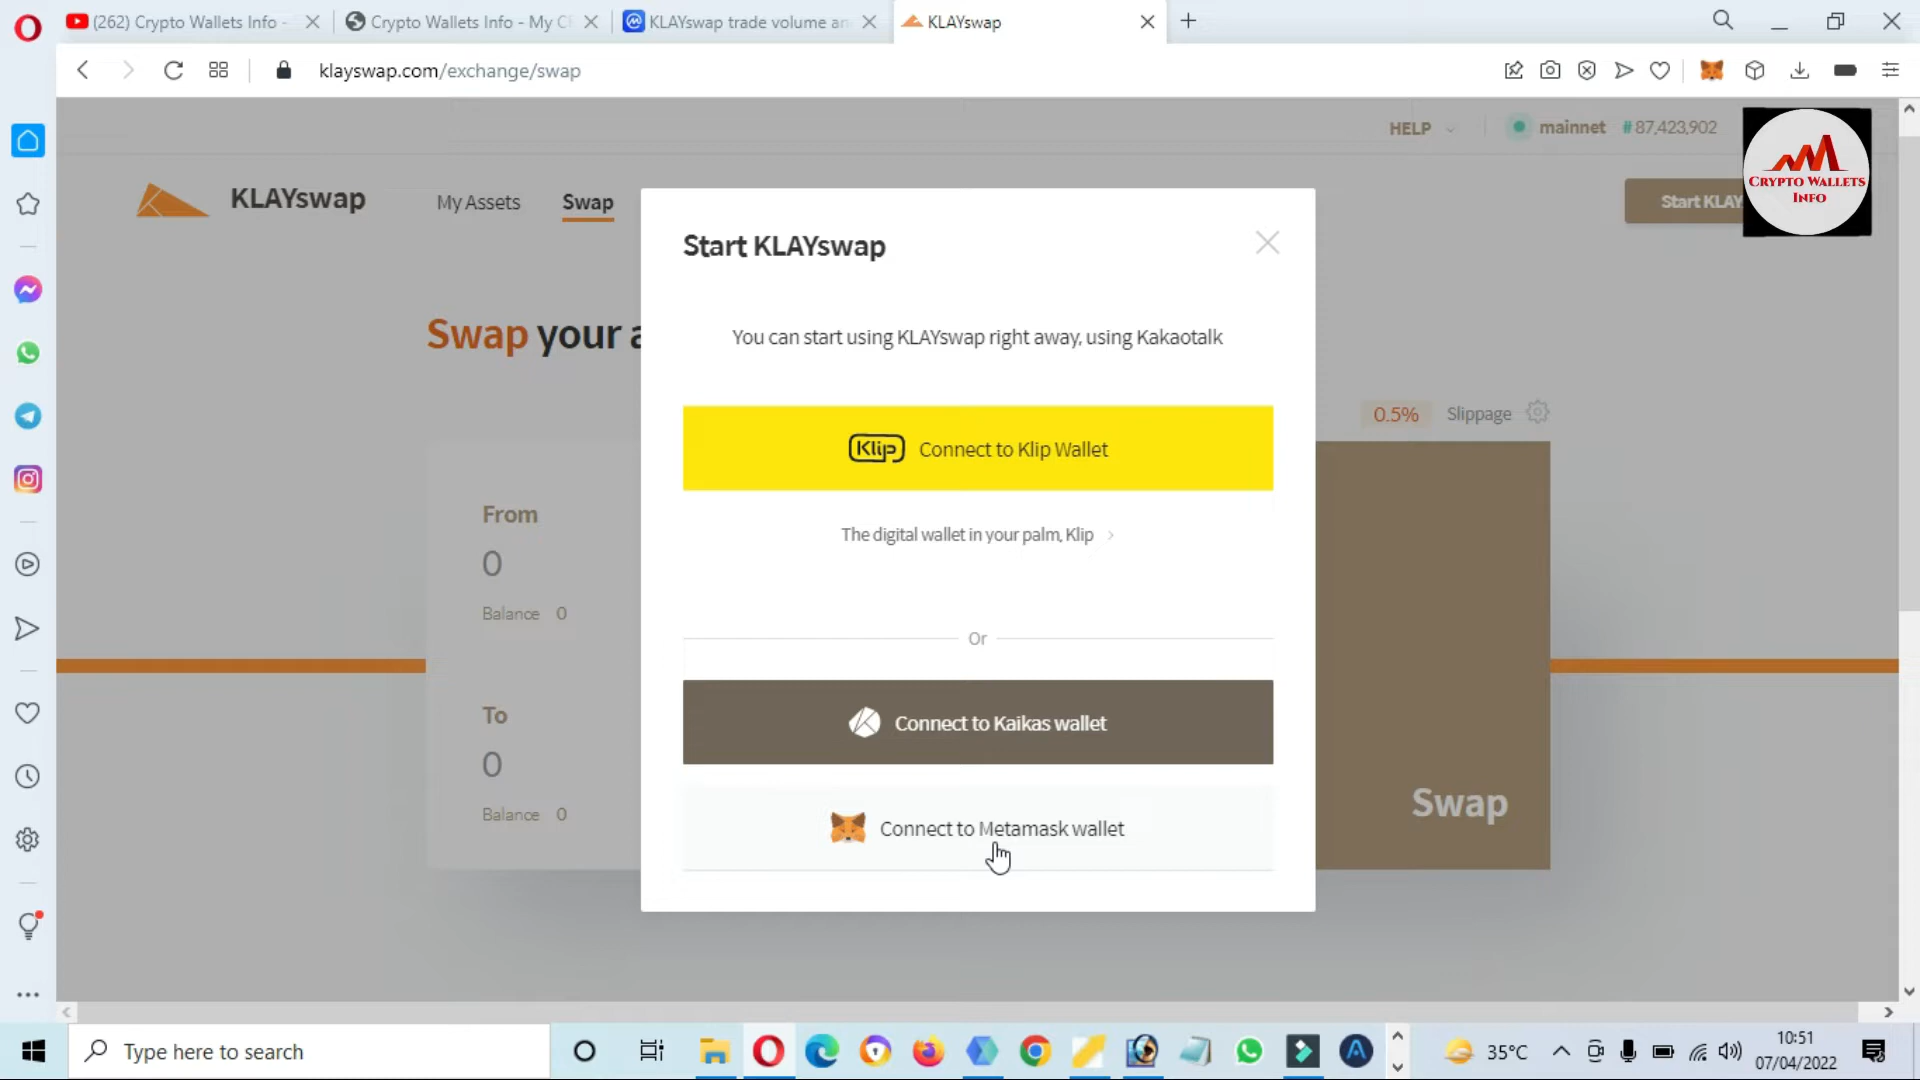 (262) Crypto Wallets Info -
Crypto Wallets Info - My C
KLAYswap trade volume an
KLAYswap
klayswap.com/exchange/swap
HELP
mainnet
#87,423,902
CRYPTO WALLETS
INFO
KLAYswap
My Assets
Swap
Start KLAY
Start KLAYswap
You can start using KLAYswap right away, using Kakaotalk
Swap your a
Klip
Connect to Klip Wallet
0.5%
Slippage
The digital wallet in your palm, Klip
From
0
Balance 0
Or
Connect to Kaikas wallet
To
0
Balance 0
Connect to Metamask wallet
Swap
Type here to search
35°C
10:51
07/04/2022